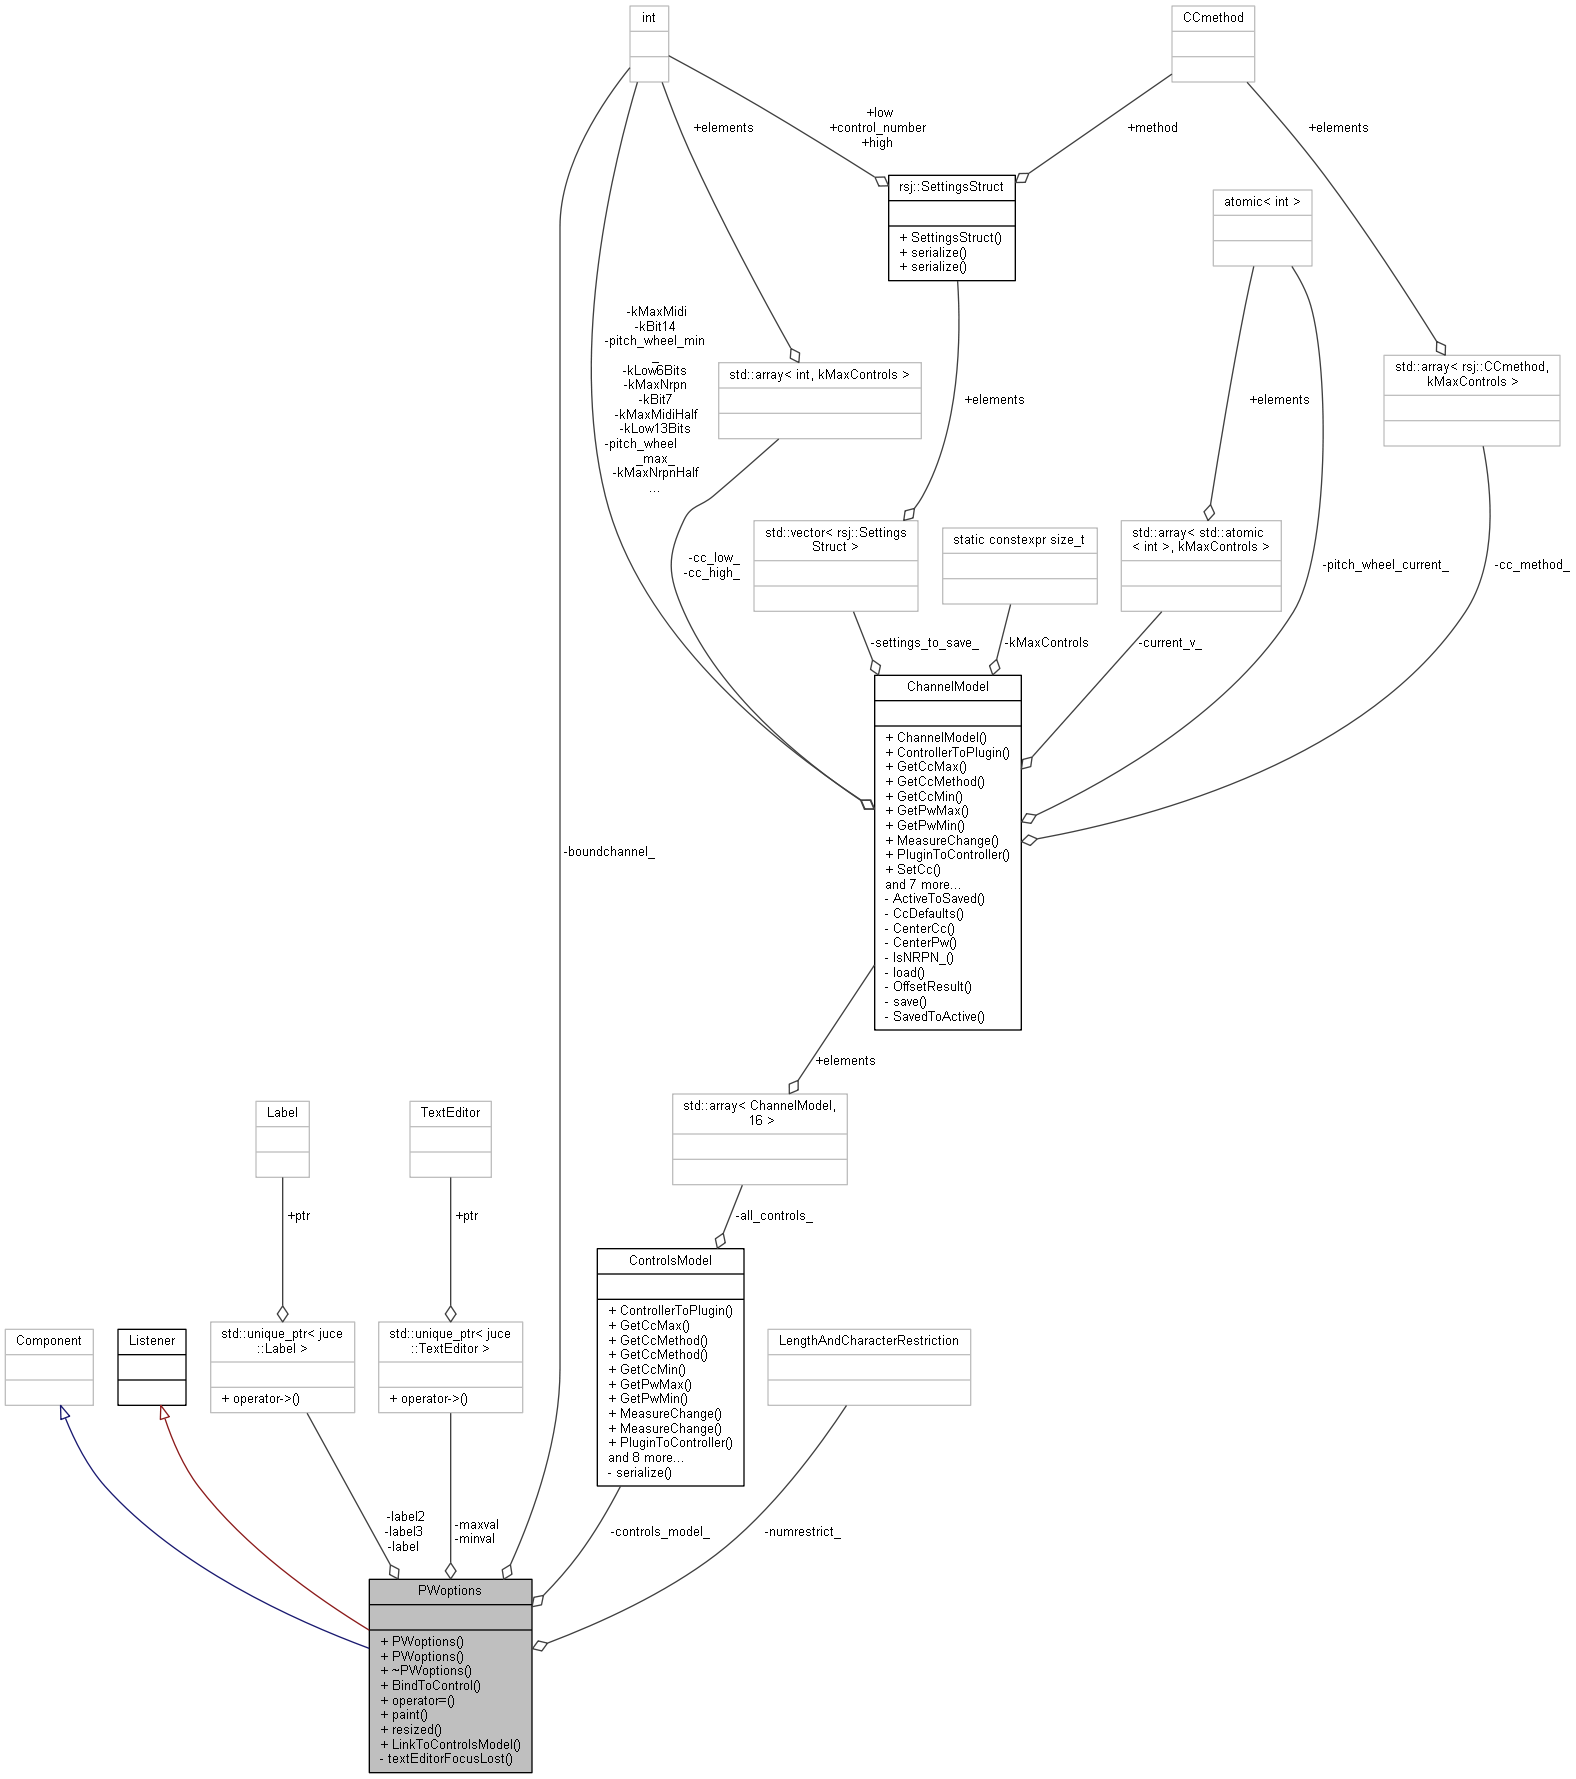 int
CCmethod
+elements
+low
+control_number
+high
+method
+elements
rsj::SettingsStruct
+ SettingsStruct()
+ serialize()
+ serialize()
atomic< int >
-kMaxMidi
-kBit14
-pitch_wheel_min
_
-kLow6Bits
-kMaxNrpn
-kBit7
-kMaxMidiHalf
-kLow13Bits
-pitch_wheel
_max_
-kMaxNrpnHalf
...
std::array< int, kMaxControls >
+elements
+elements
std::array< rsj::CCmethod,
kMaxControls >
-cc_low_
-cc_high_
std::vector< rsj::Settings
Struct >
static constexpr size_t
std::array< std::atomic
< int >, kMaxControls >
-pitch_wheel_current_
-cc_method_
-settings_to_save_
-kMaxControls
-current_v_
ChannelModel
+ ChannelModel()
+ ControllerToPlugin()
+ GetCcMax()
+ GetCcMethod()
+ GetCcMin()
+ GetPwMax()
+ GetPwMin()
+ MeasureChange()
+ PluginToController()
+ SetCc()
and 7 more...
- ActiveToSaved()
- CcDefaults()
- CenterCc()
- CenterPw()
- IsNRPN_()
- load()
- OffsetResult()
- save()
- SavedToActive()
-boundchannel_
+elements
std::array< ChannelModel,
16 >
Label
TextEditor
+ptr
+ptr
-all_controls_
ControlsModel
+ ControllerToPlugin()
+ GetCcMax()
+ GetCcMethod()
+ GetCcMethod()
+ GetCcMin()
+ GetPwMax()
+ GetPwMin()
+ MeasureChange()
+ MeasureChange()
+ PluginToController()
and 8 more...
- serialize()
Component
Listener
std::unique_ptr< juce
::Label >
+ operator->()
std::unique_ptr< juce
::TextEditor >
+ operator->()
LengthAndCharacterRestriction
-label2
-label3
-label
-maxval
-minval
-controls_model_
-numrestrict_
PWoptions
+ PWoptions()
+ PWoptions()
+ ~PWoptions()
+ BindToControl()
+ operator=()
+ paint()
+ resized()
+ LinkToControlsModel()
- textEditorFocusLost()